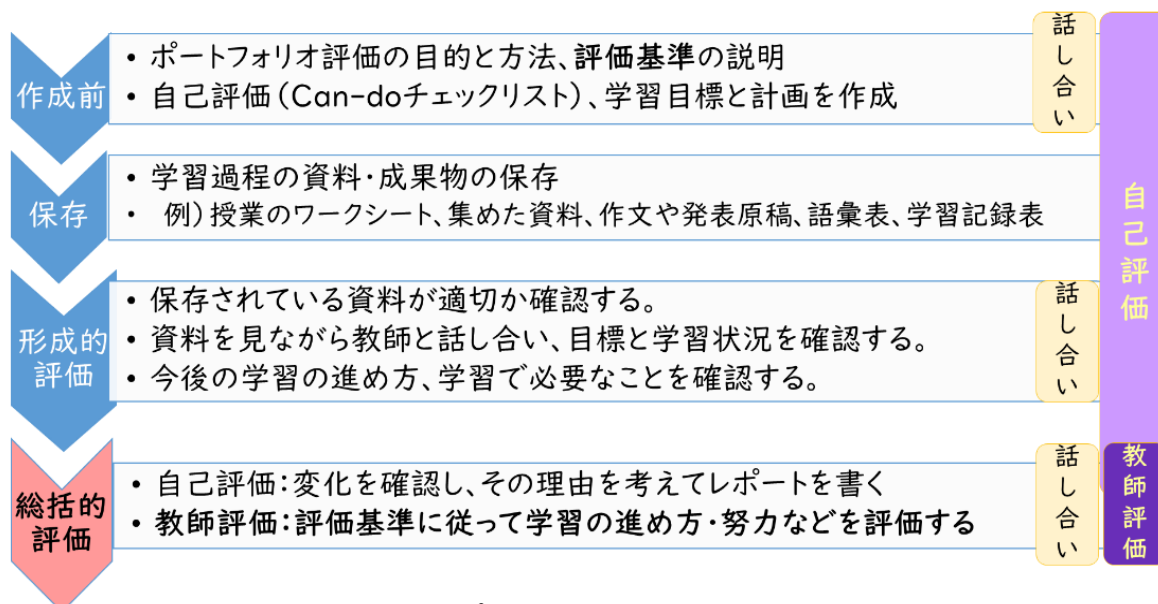 作成前
• ポートフォリオ評価の目的と方法、評価基準の説明
• 自己評価(Can-doチェックリスト)、学習目標と計画を作成
話し合い
保存
• 学習過程の資料・成果物の保存
• 例)授業のワークシート、集めた資料、作文や発表原稿、語彙表、学習記録表
形成的
評価
• 保存されている資料が適切か確認する。
• 資料を見ながら教師と話し合い、目標と学習状況を確認する。
• 今後の学習の進め方、学習で必要なことを確認する。
話し合い
自己評価
総括的
評価
• 自己評価:変化を確認し、その理由を考えてレポートを書く
• 教師評価:評価基準に従って学習の進め方・努力などを評価する
話し合い
教師評価